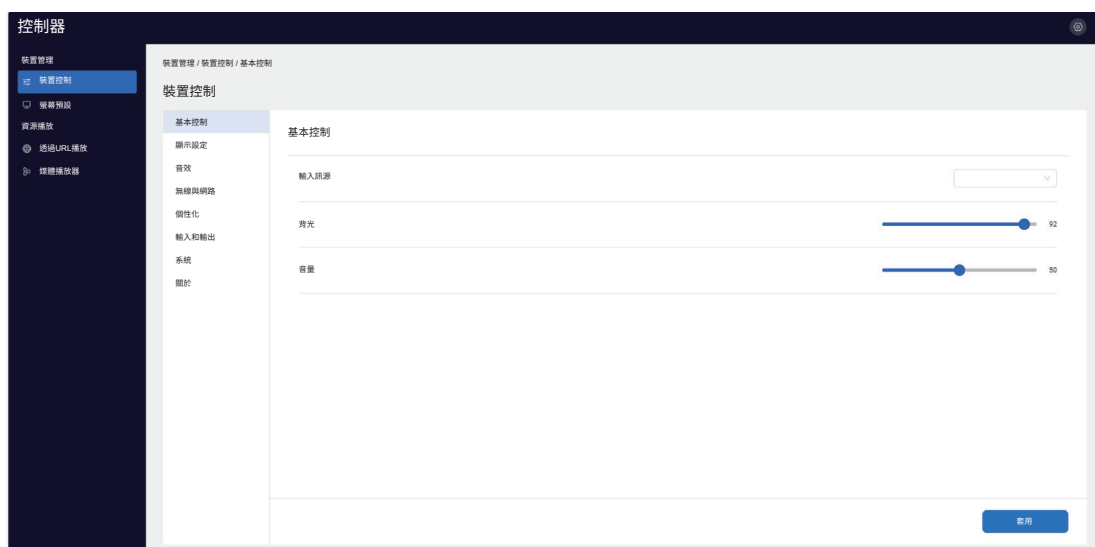 控制器
裝置管理
裝置控制
螢幕預設
資源播放
透過URL播放
媒體播放器
裝置管理 / 裝置控制 / 基本控制
裝置控制
基本控制
顯示設定
音效
無線與網路
個性化
輸入和輸出
系統
關於
基本控制
輸入訊源
背光
92
音量
50
套用